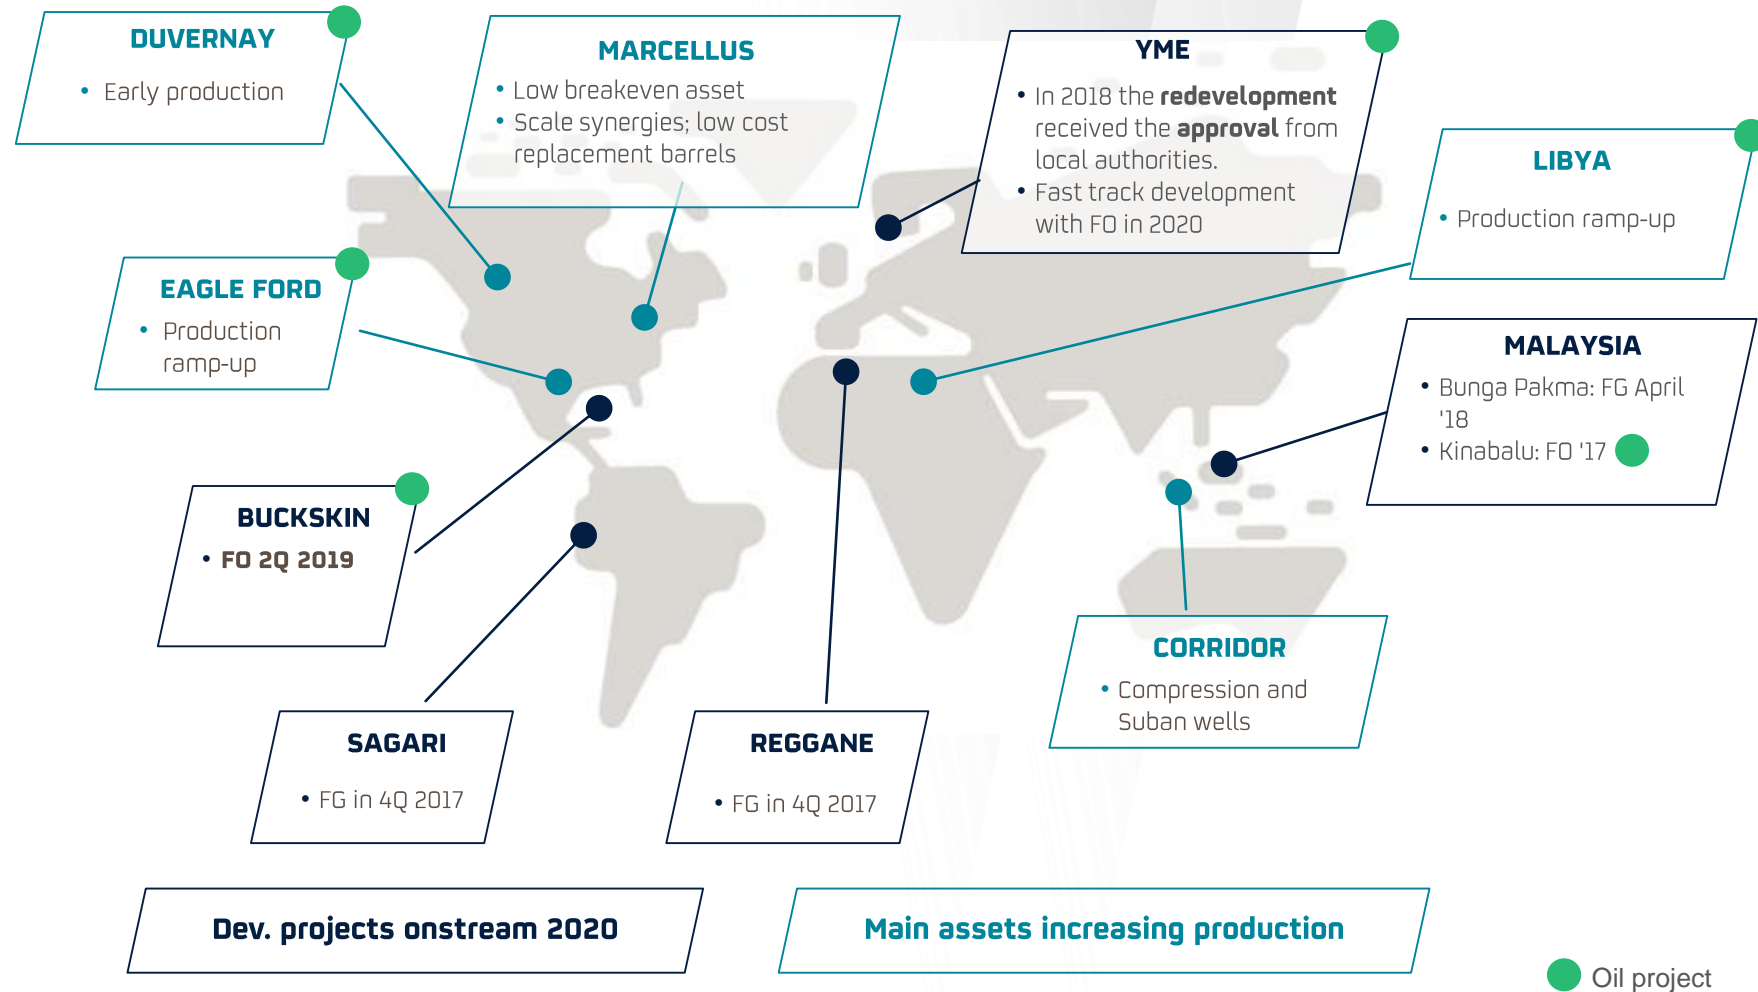 DUVERNAY
• Early production
MARCELLUS
• Low breakeven asset
• Scale synergies; low cost
replacement barrels
YME
• In 2018 the redevelopment
received the approval from
local authorities.
• Fast track development
with FO in 2020
LIBYA
• Production ramp-up
EAGLE FORD
• Production
ramp-up
MALAYSIA
• Bunga Pakma: FG April
'18
• Kinabalu: FO '17
BUCKSKIN
• FO 2Q 2019
CORRIDOR
• Compression and
Suban wells
SAGARI
• FG in 4Q 2017
REGGANE
• FG in 4Q 2017
Dev. projects onstream 2020
Main assets increasing production
Oil project